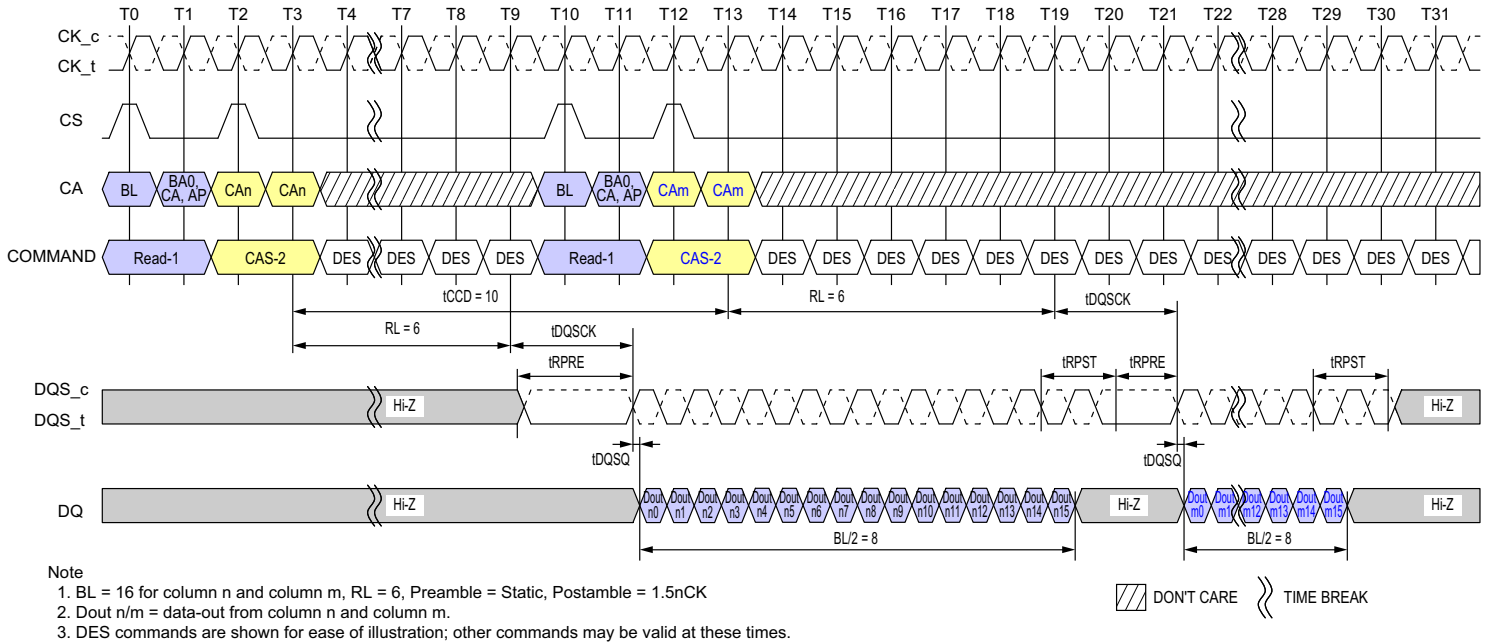 T0 T1 T2 T3 T4 T7 T8 T9 T10 T11 T12 T13 T14 T15 T16 T17 T18 T19 T20 T21 T22 T28 T29 T30 T31
CK_c
CK_t
CS
CA BL BA0, CA, AP CAn CAn BL BA0, CA, AP CAm CAm
COMMAND Read-1 CAS-2 DES DES DES DES Read-1 CAS-2 DES DES DES DES DES DES DES DES DES DES DES DES DES
tCCD = 10 RL = 6 tDQSCK
RL = 6 tDQSCK
tRPRE tRPST tRPRE tRPST
DQS_c
DQS_t
Hi-Z Hi-Z
tDQSQ tDQSQ
DQ Hi-Z Dout n0 Dout n1 Dout n2 Dout n3 Dout n4 Dout n5 Dout n6 Dout n7 Dout n8 Dout n9 Dout n10 Dout n11 Dout n12 Dout n13 Dout n14 Dout n15 Hi-Z Dout m0 Dout m1 Dout m12 Dout m13 Dout m14 Dout m15 Hi-Z
BL/2 = 8 BL/2 = 8
Note
1. BL = 16 for column n and column m, RL = 6, Preamble = Static, Postamble = 1.5nCK
2. Dout n/m = data-out from column n and column m.
3. DES commands are shown for ease of illustration; other commands may be valid at these times.
DON'T CARE TIME BREAK